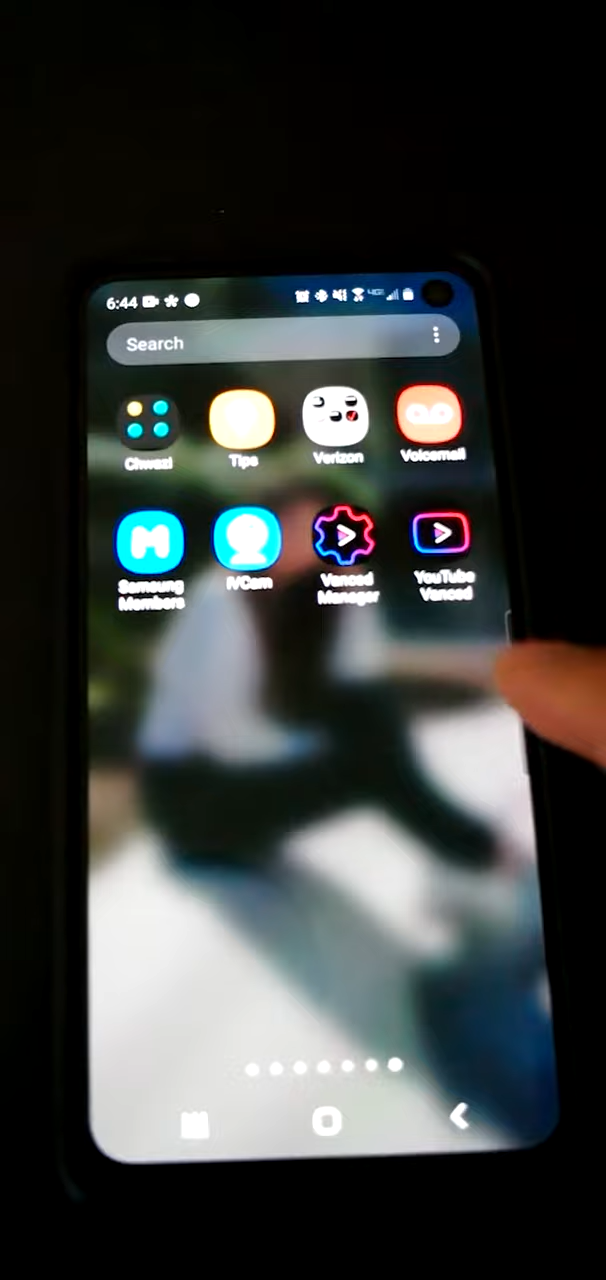 6:44
Search
Chwazi
Tips
Verizon
Voicemail
Samsung
Members
iVCam
Vanced
Manager
YouTube
Vanced